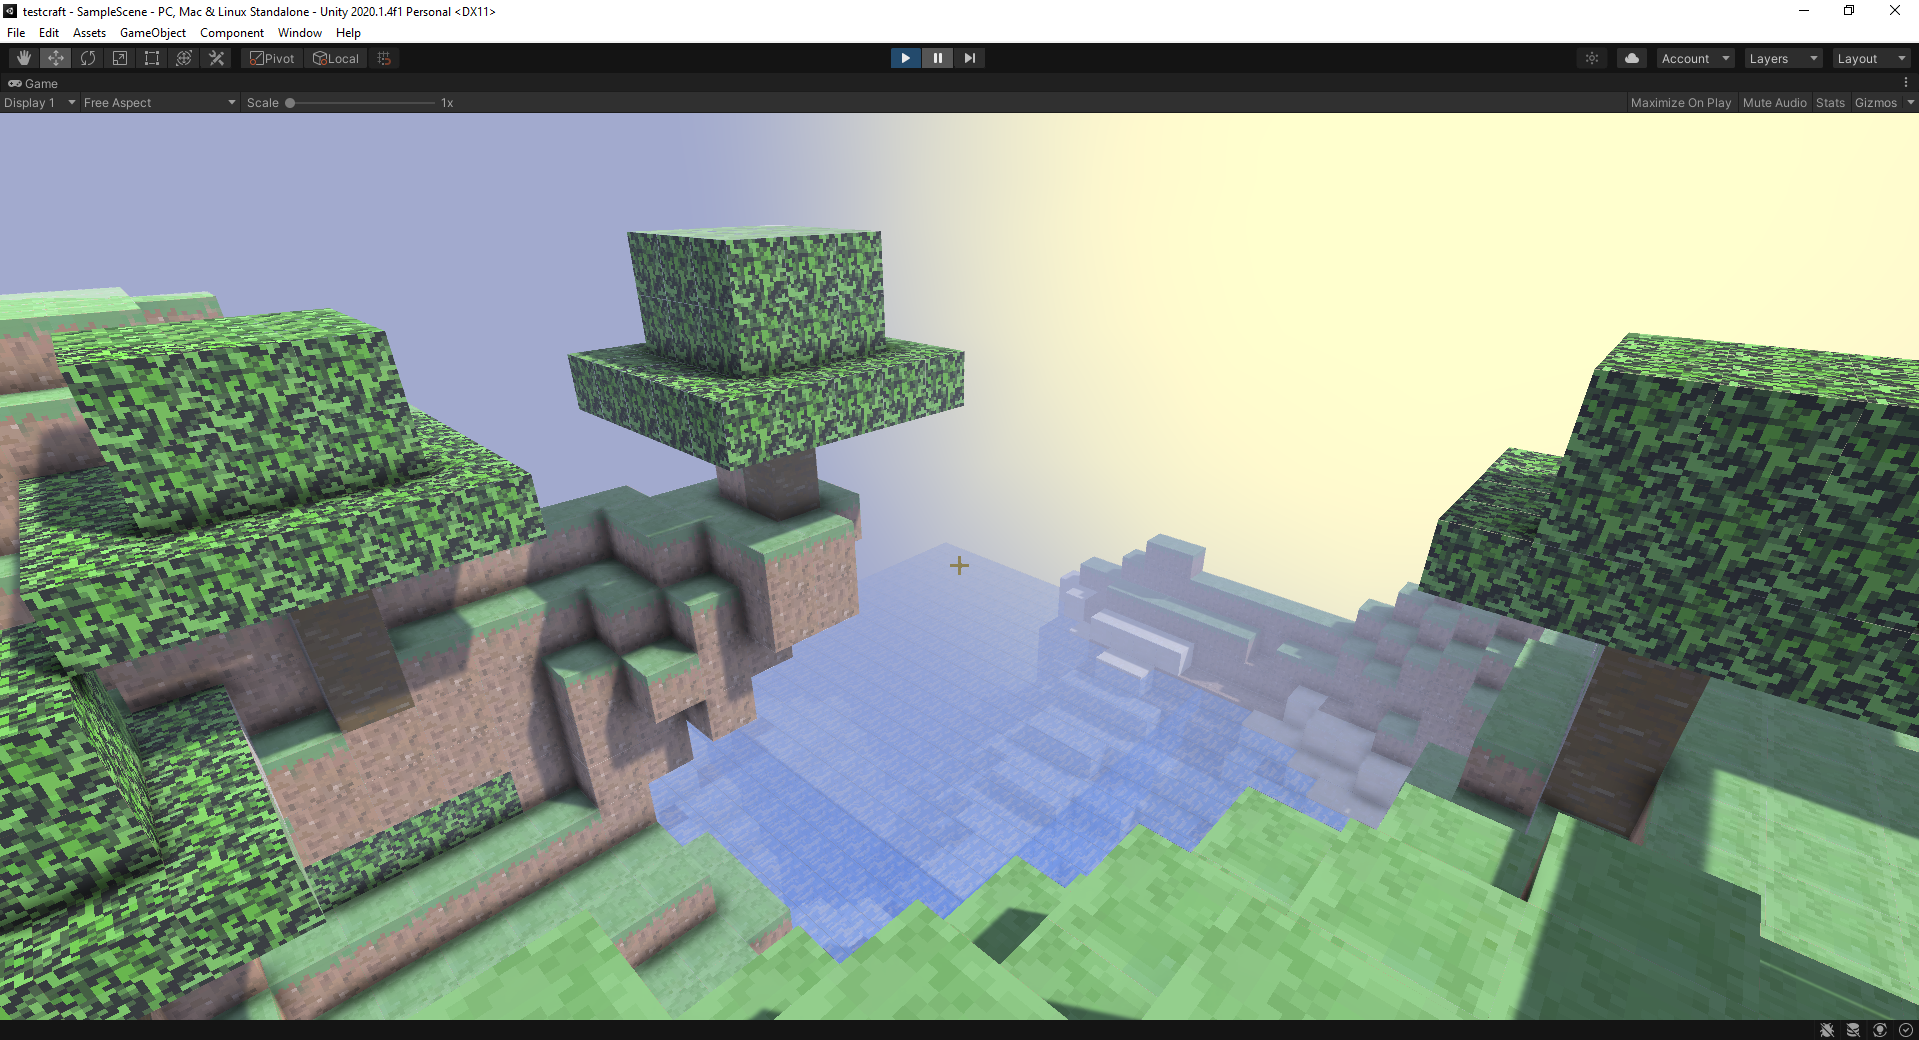 testcraft - SampleScene - PC, Mac & Linux Standalone - Unity 2020.1.4f1 Personal <DX11>
File Edit Assets GameObject Component Window Help
Pivot Local Account Layers Layout
Game
Display 1 Free Aspect Scale 1x Maximize On Play Mute Audio Stats Gizmos